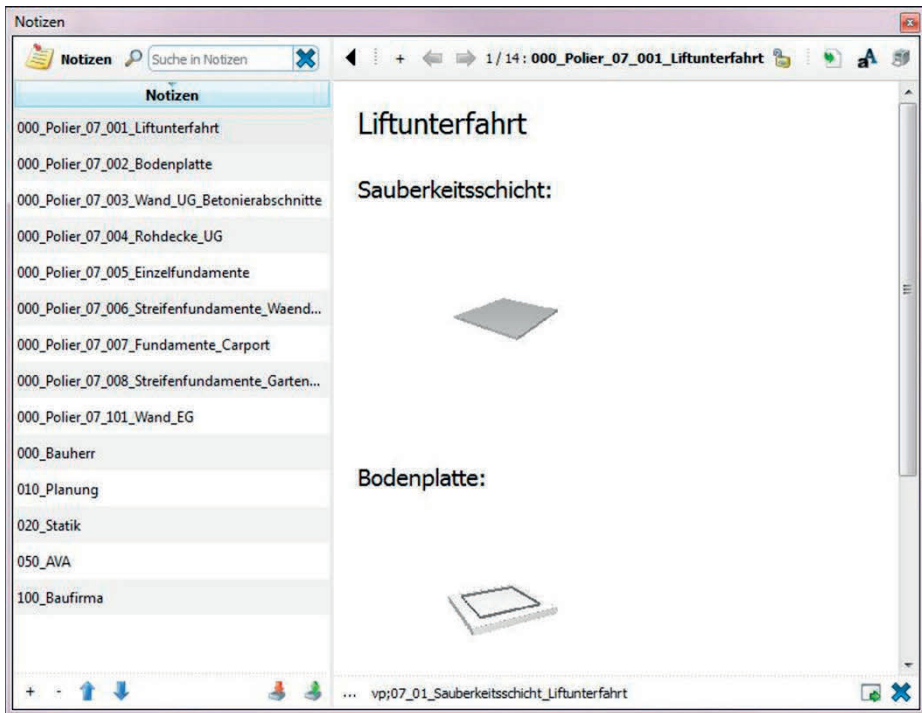 Notizen
Notizen Suche in Notizen
Notizen
000_Polier_07_001_Liftunterfahrt
000_Polier_07_002_Bodenplatte
000_Polier_07_003_Wand_UG_Betonierabschnitte
000_Polier_07_004_Rohdecke_UG
000_Polier_07_005_Einzelfundamente
000_Polier_07_006_Streifenfundamente_Waend...
000_Polier_07_007_Fundamente_Carport
000_Polier_07_008_Streifenfundamente_Garten...
000_Polier_07_101_Wand_EG
000_Bauherr
010_Planung
020_Statik
050_AVA
100_Baufirma
+ -
+ 1 / 14 : 000_Polier_07_001_Liftunterfahrt aA
Liftunterfahrt
Sauberkeitsschicht:
Bodenplatte:
... vp;07_01_Sauberkeitsschicht_Liftunterfahrt